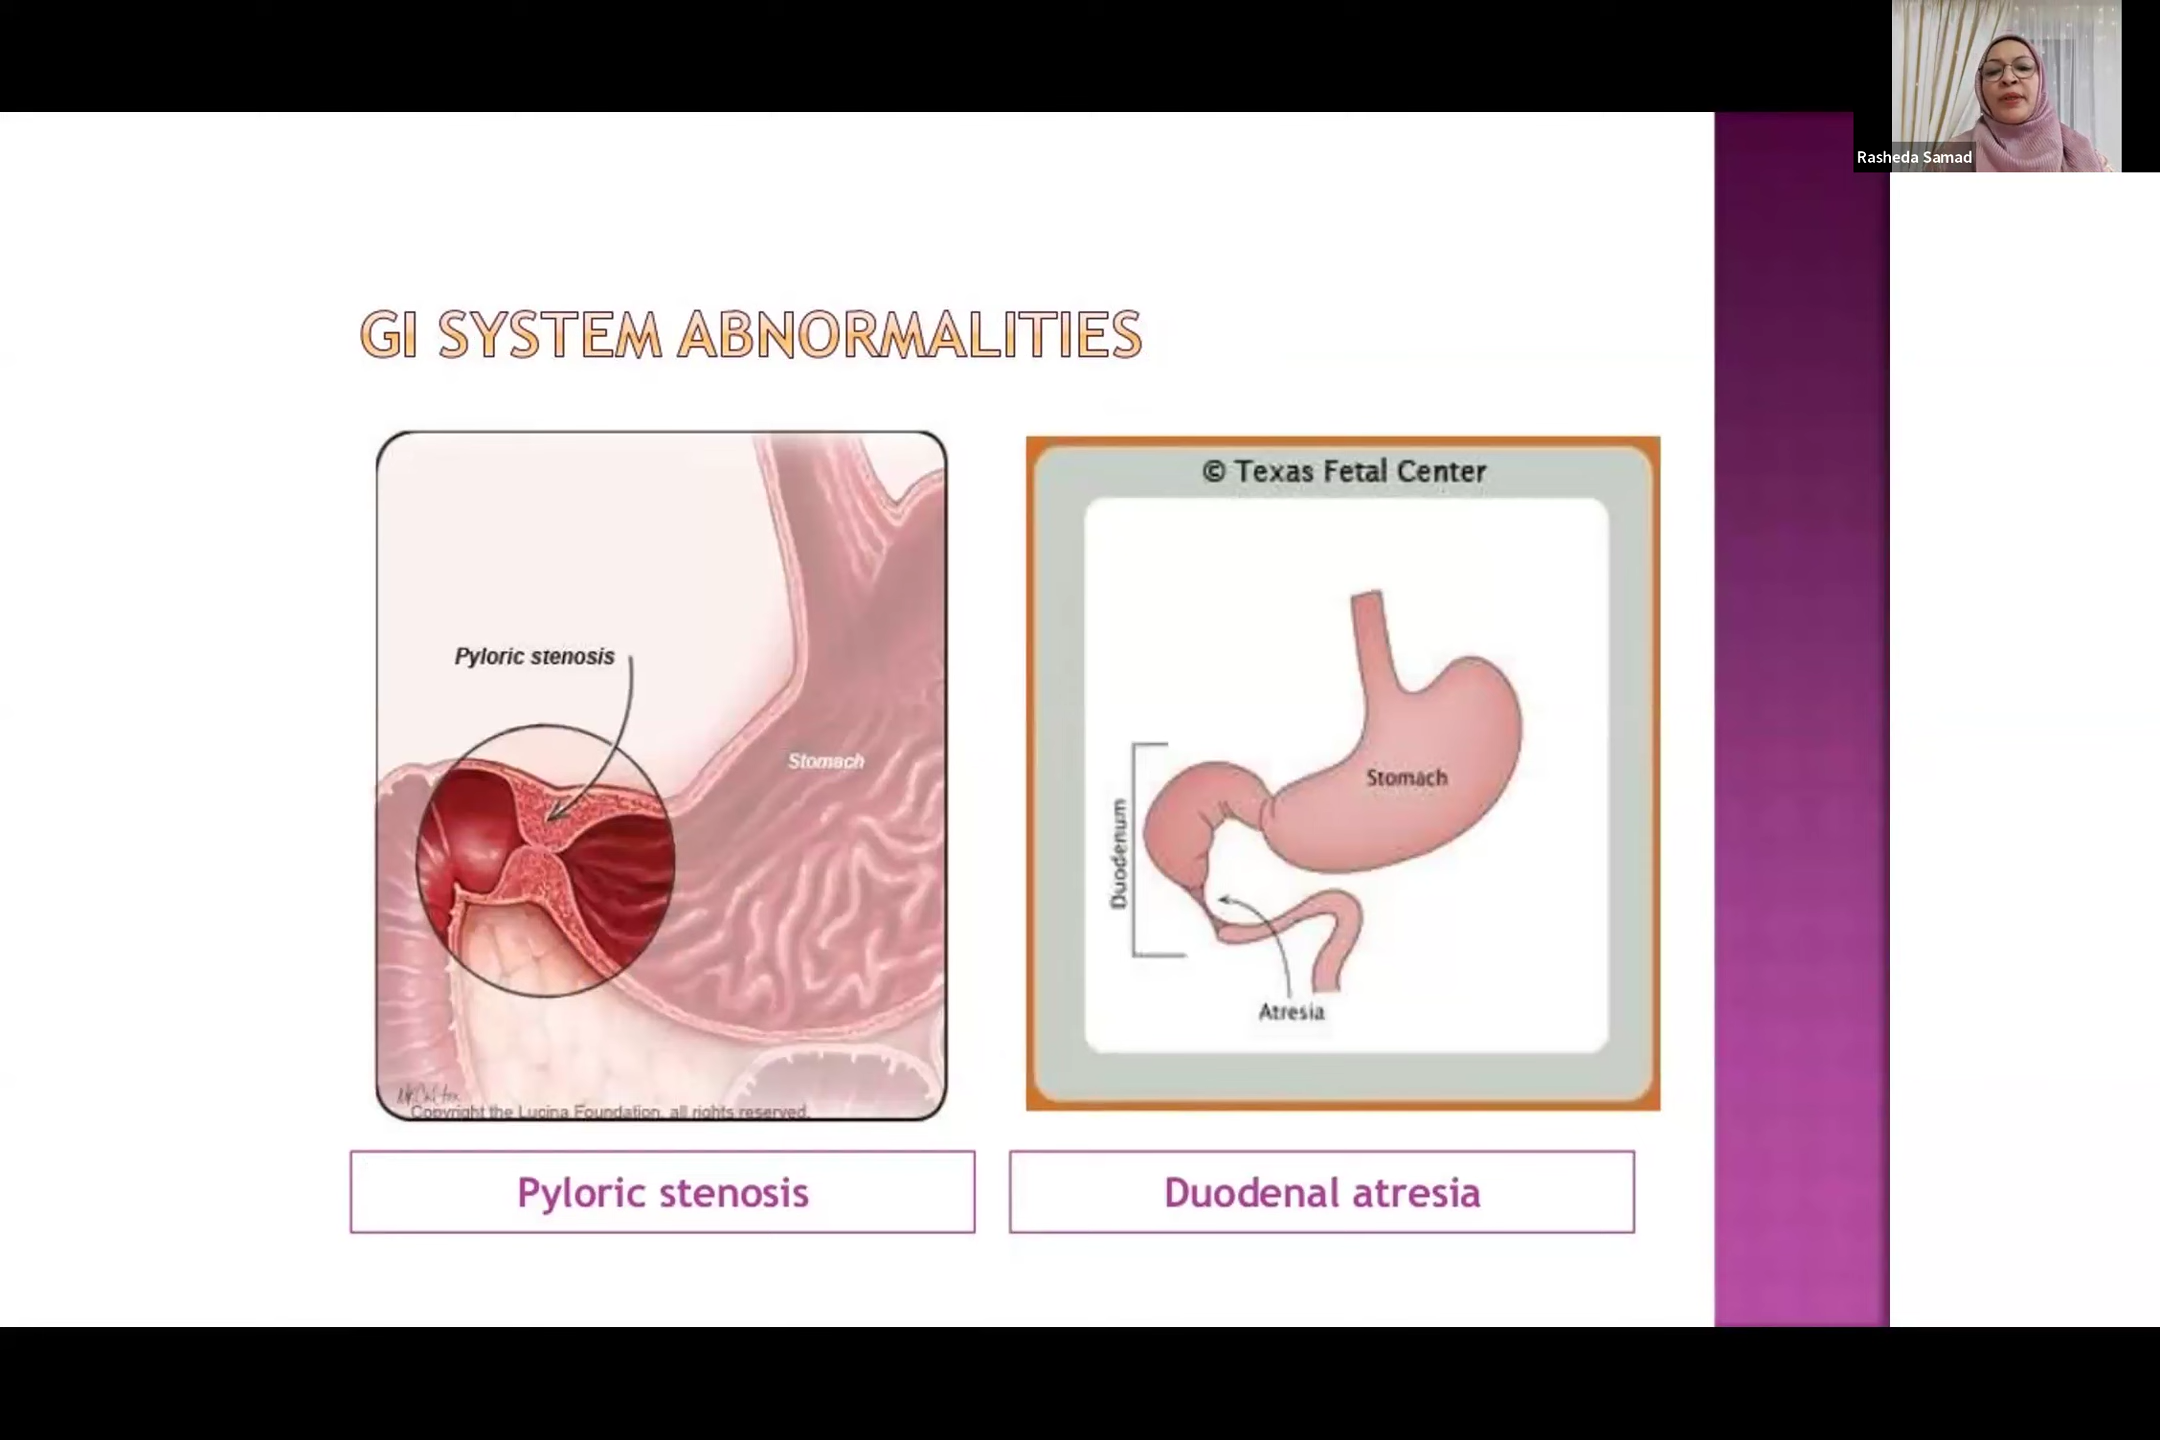 Rasheda Samad
GI SYSTEM ABNORMALITIES
Pyloric stenosis
Stomach
Copyright the Lucina Foundation, all rights reserved.
© Texas Fetal Center
Stomach
Duodenum
Atresia
Pyloric stenosis
Duodenal atresia